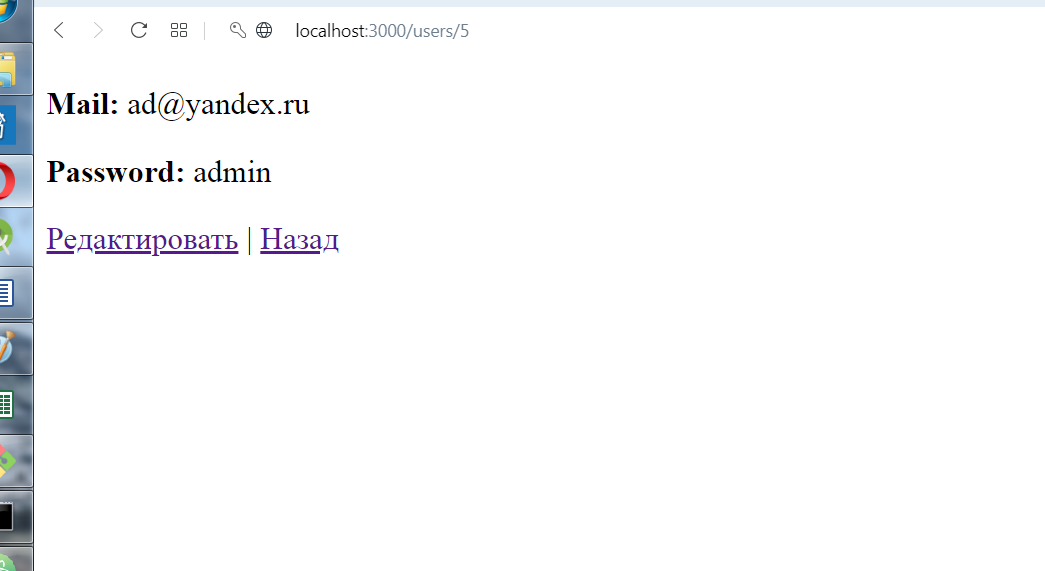 localhost:3000/users/5
Mail: ad@yandex.ru
Password: admin
Редактировать | Назад